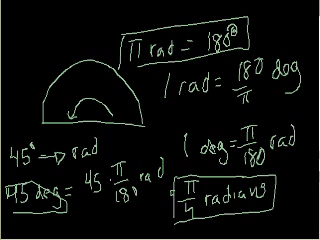 π rad = 180°
1 rad = 180/π deg
1 deg = π/180 rad
45° → rad
45 deg = 45 · π/180 rad = π/4 radians